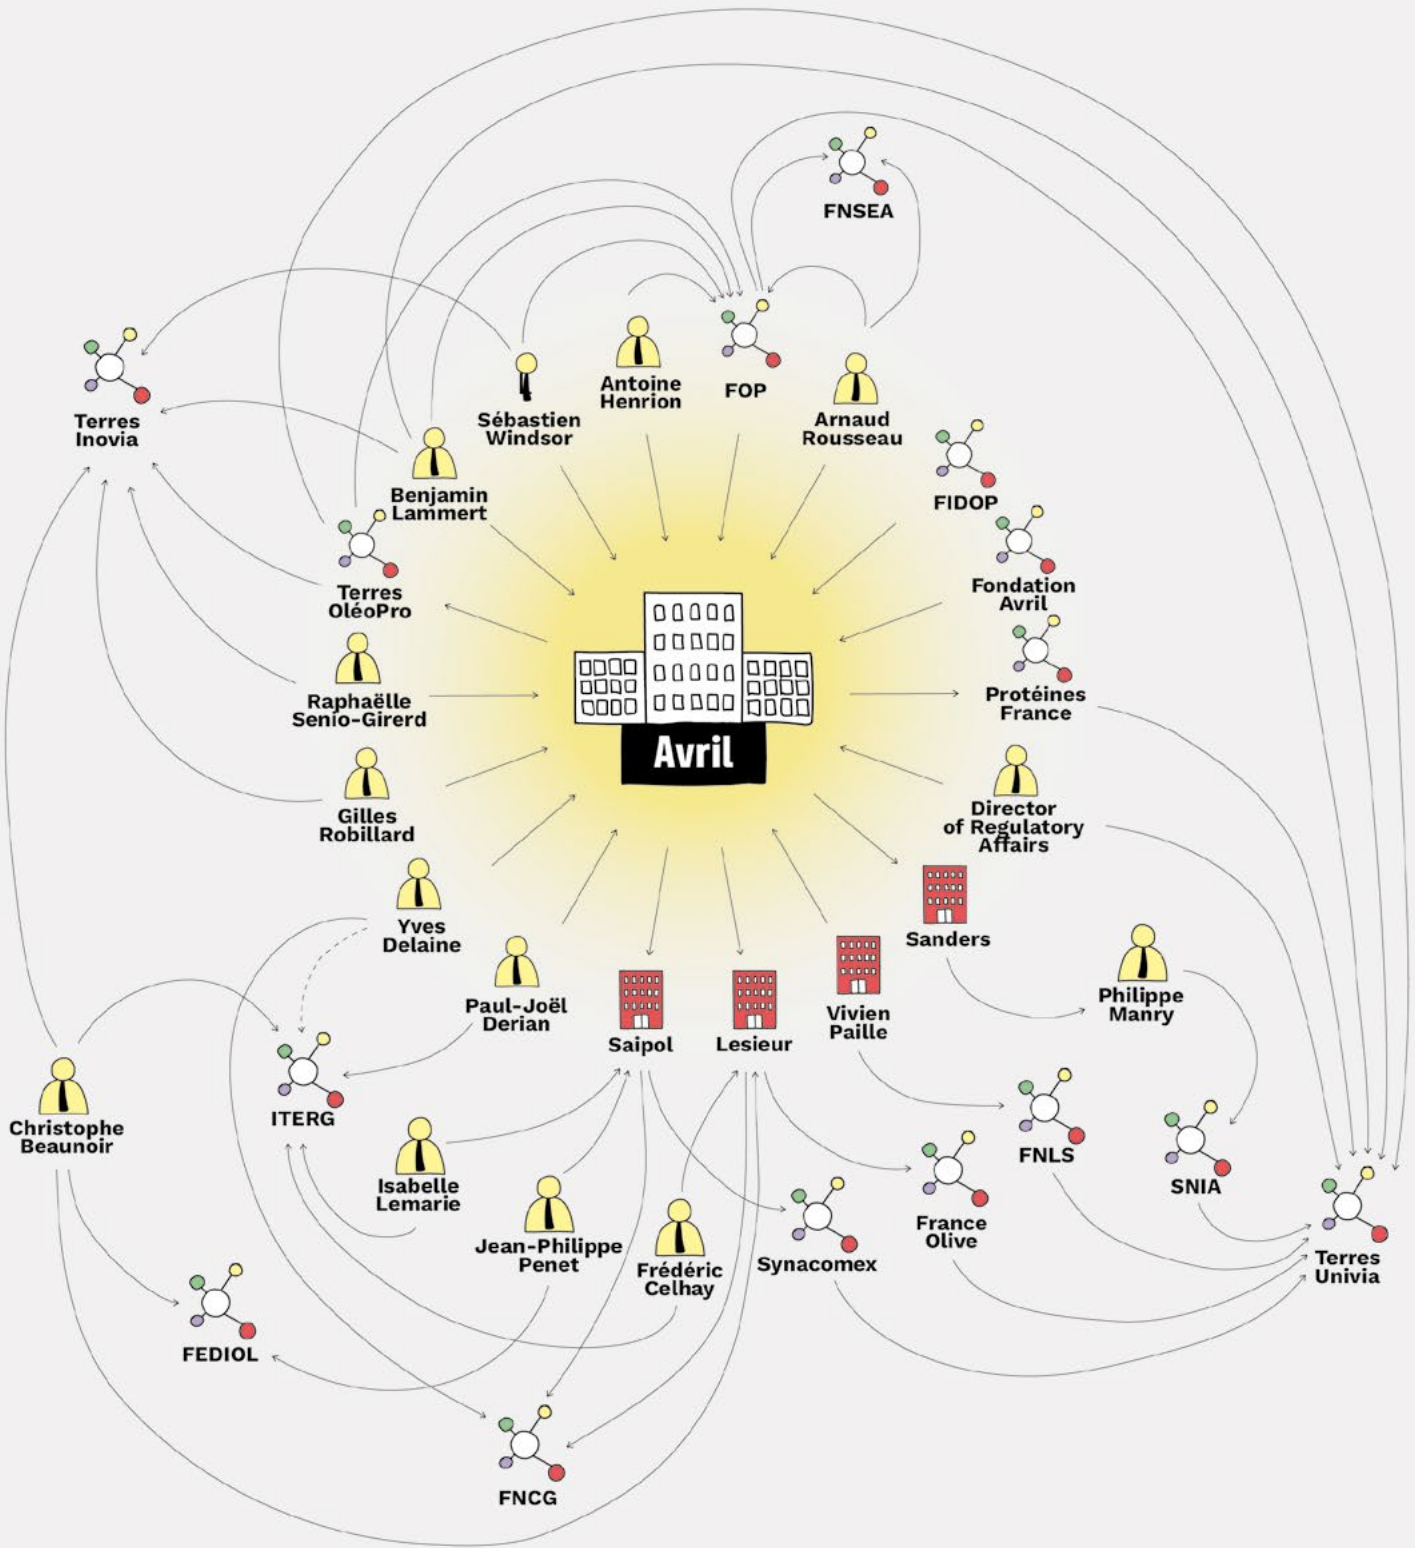 FNSEA
Antoine
Henrion
FOP
Sébastien
Windsor
Arnaud
Rousseau
Terres
Inovia
Benjamin
Lammert
FIDOP
Terres
OléoPro
Fondation
Avril
Raphaëlle
Senio-Girerd
Protéines
France
Avril
Gilles
Robillard
Director
of Regulatory
Affairs
Yves
Delaine
Sanders
Paul-Joël
Derian
Saipol
Lesieur
Vivien
Paille
Philippe
Manry
Christophe
Beaunoir
ITERG
FNLS
Isabelle
Lemarie
SNIA
France
Olive
Jean-Philippe
Penet
Frédéric
Celhay
Synacomex
Terres
Univia
FEDIOL
FNCG